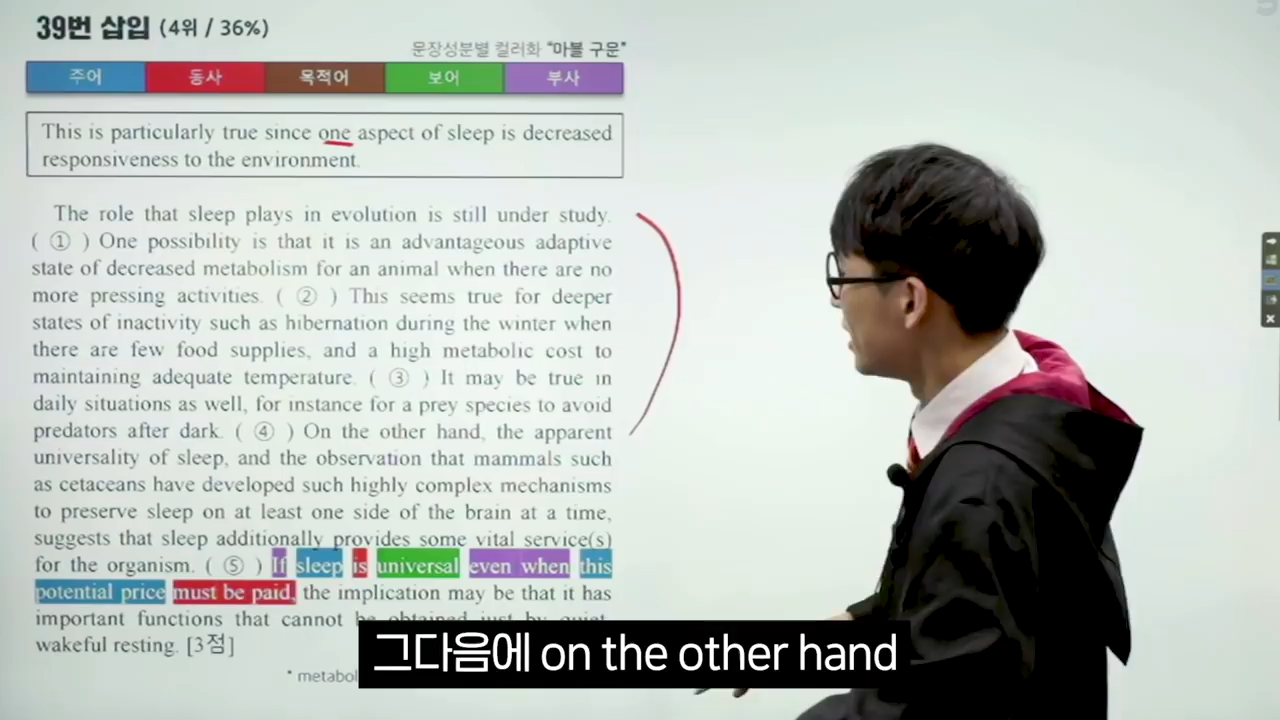 39번 삽입 (4위 / 36%)
문장성분별 컬러화 "마블 구문"
주어 동사 목적어 보어 부사
This is particularly true since one aspect of sleep is decreased
responsiveness to the environment.
The role that sleep plays in evolution is still under study.
( ① ) One possibility is that it is an advantageous adaptive
state of decreased metabolism for an animal when there are no
more pressing activities. ( ② ) This seems true for deeper
states of inactivity such as hibernation during the winter when
there are few food supplies, and a high metabolic cost to
maintaining adequate temperature. ( ③ ) It may be true in
daily situations as well, for instance for a prey species to avoid
predators after dark. ( ④ ) On the other hand, the apparent
universality of sleep, and the observation that mammals such
as cetaceans have developed such highly complex mechanisms
to preserve sleep on at least one side of the brain at a time,
suggests that sleep additionally provides some vital service(s)
for the organism. ( ⑤ ) If sleep is universal even when this
potential price must be paid, the implication may be that it has
important functions that cannot be obtained just by quiet,
wakeful resting. [3점]
* metabol
그다음에 on the other hand